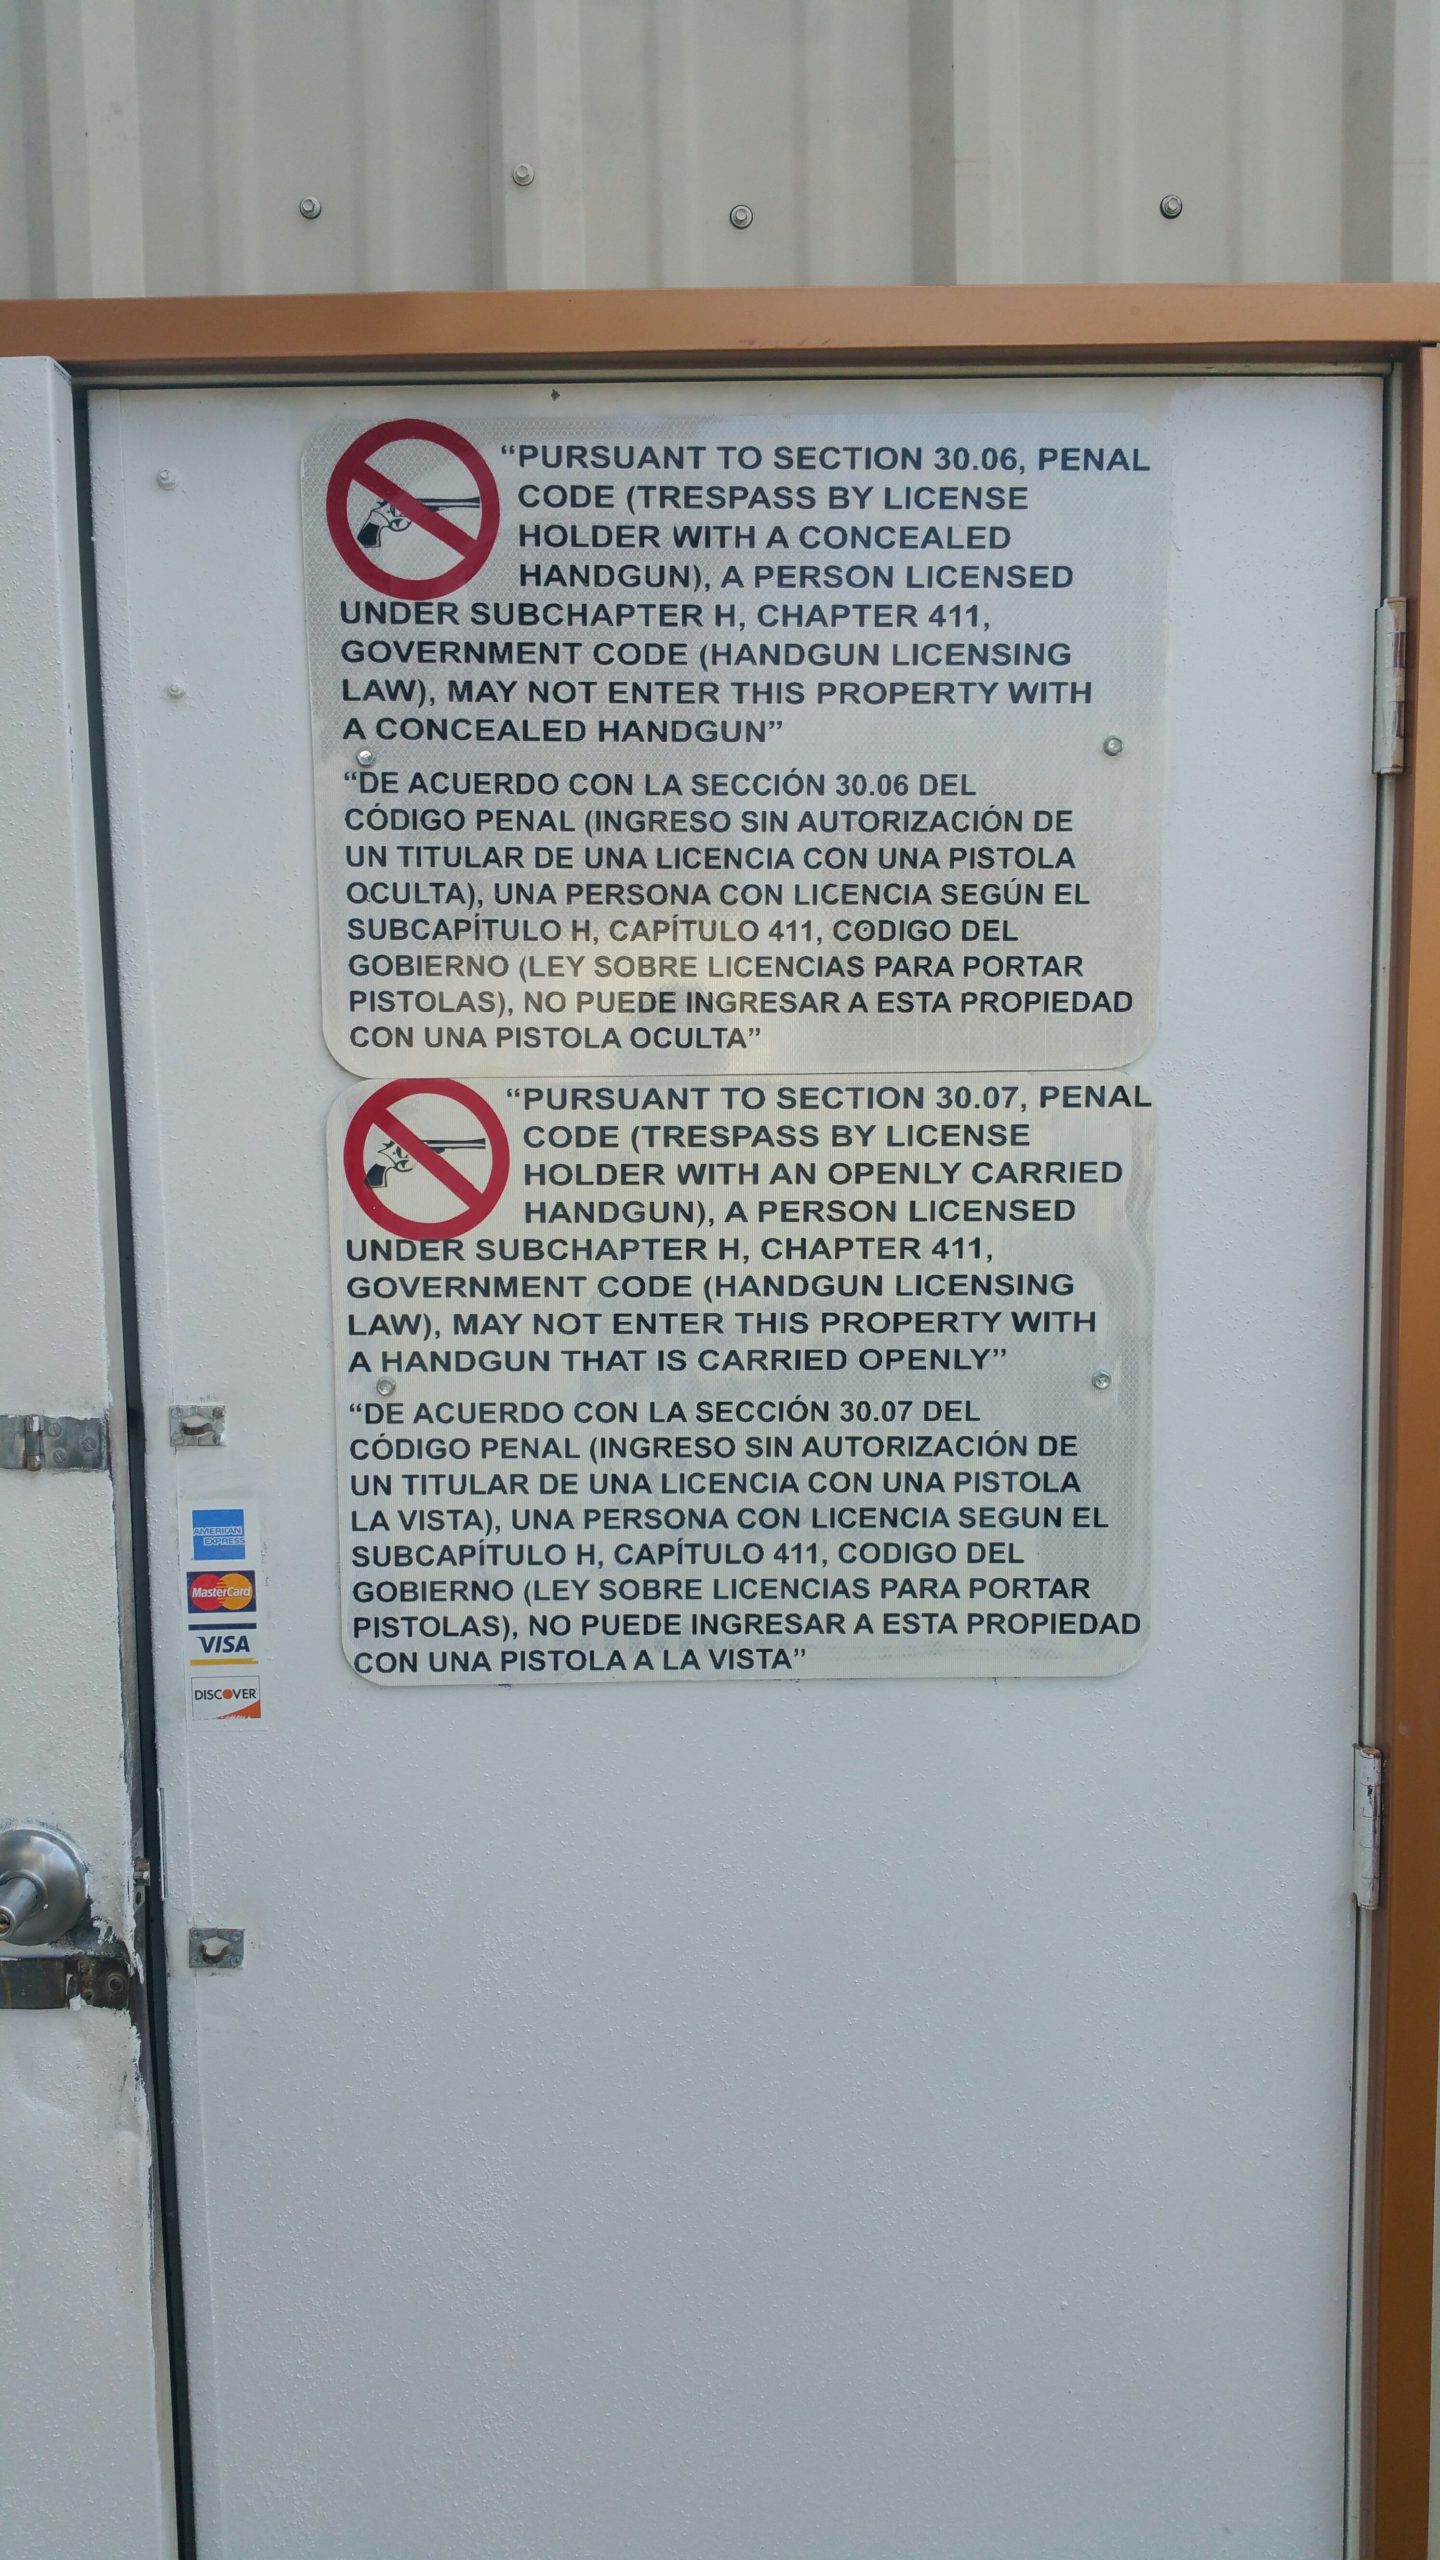 “PURSUANT TO SECTION 30.06, PENAL
CODE (TRESPASS BY LICENSE
HOLDER WITH A CONCEALED
HANDGUN), A PERSON LICENSED
UNDER SUBCHAPTER H, CHAPTER 411,
GOVERNMENT CODE (HANDGUN LICENSING
LAW), MAY NOT ENTER THIS PROPERTY WITH
A CONCEALED HANDGUN”
“DE ACUERDO CON LA SECCIÓN 30.06 DEL
CÓDIGO PENAL (INGRESO SIN AUTORIZACIÓN DE
UN TITULAR DE UNA LICENCIA CON UNA PISTOLA
OCULTA), UNA PERSONA CON LICENCIA SEGÚN EL
SUBCAPÍTULO H, CAPÍTULO 411, CODIGO DEL
GOBIERNO (LEY SOBRE LICENCIAS PARA PORTAR
PISTOLAS), NO PUEDE INGRESAR A ESTA PROPIEDAD
CON UNA PISTOLA OCULTA”
“PURSUANT TO SECTION 30.07, PENAL
CODE (TRESPASS BY LICENSE
HOLDER WITH AN OPENLY CARRIED
HANDGUN), A PERSON LICENSED
UNDER SUBCHAPTER H, CHAPTER 411,
GOVERNMENT CODE (HANDGUN LICENSING
LAW), MAY NOT ENTER THIS PROPERTY WITH
A HANDGUN THAT IS CARRIED OPENLY”
“DE ACUERDO CON LA SECCIÓN 30.07 DEL
CÓDIGO PENAL (INGRESO SIN AUTORIZACIÓN DE
UN TITULAR DE UNA LICENCIA CON UNA PISTOLA
LA VISTA), UNA PERSONA CON LICENCIA SEGUN EL
SUBCAPÍTULO H, CAPÍTULO 411, CODIGO DEL
GOBIERNO (LEY SOBRE LICENCIAS PARA PORTAR
PISTOLAS), NO PUEDE INGRESAR A ESTA PROPIEDAD
CON UNA PISTOLA A LA VISTA”
AMERICAN
EXPRESS
MasterCard
VISA
DISCOVER